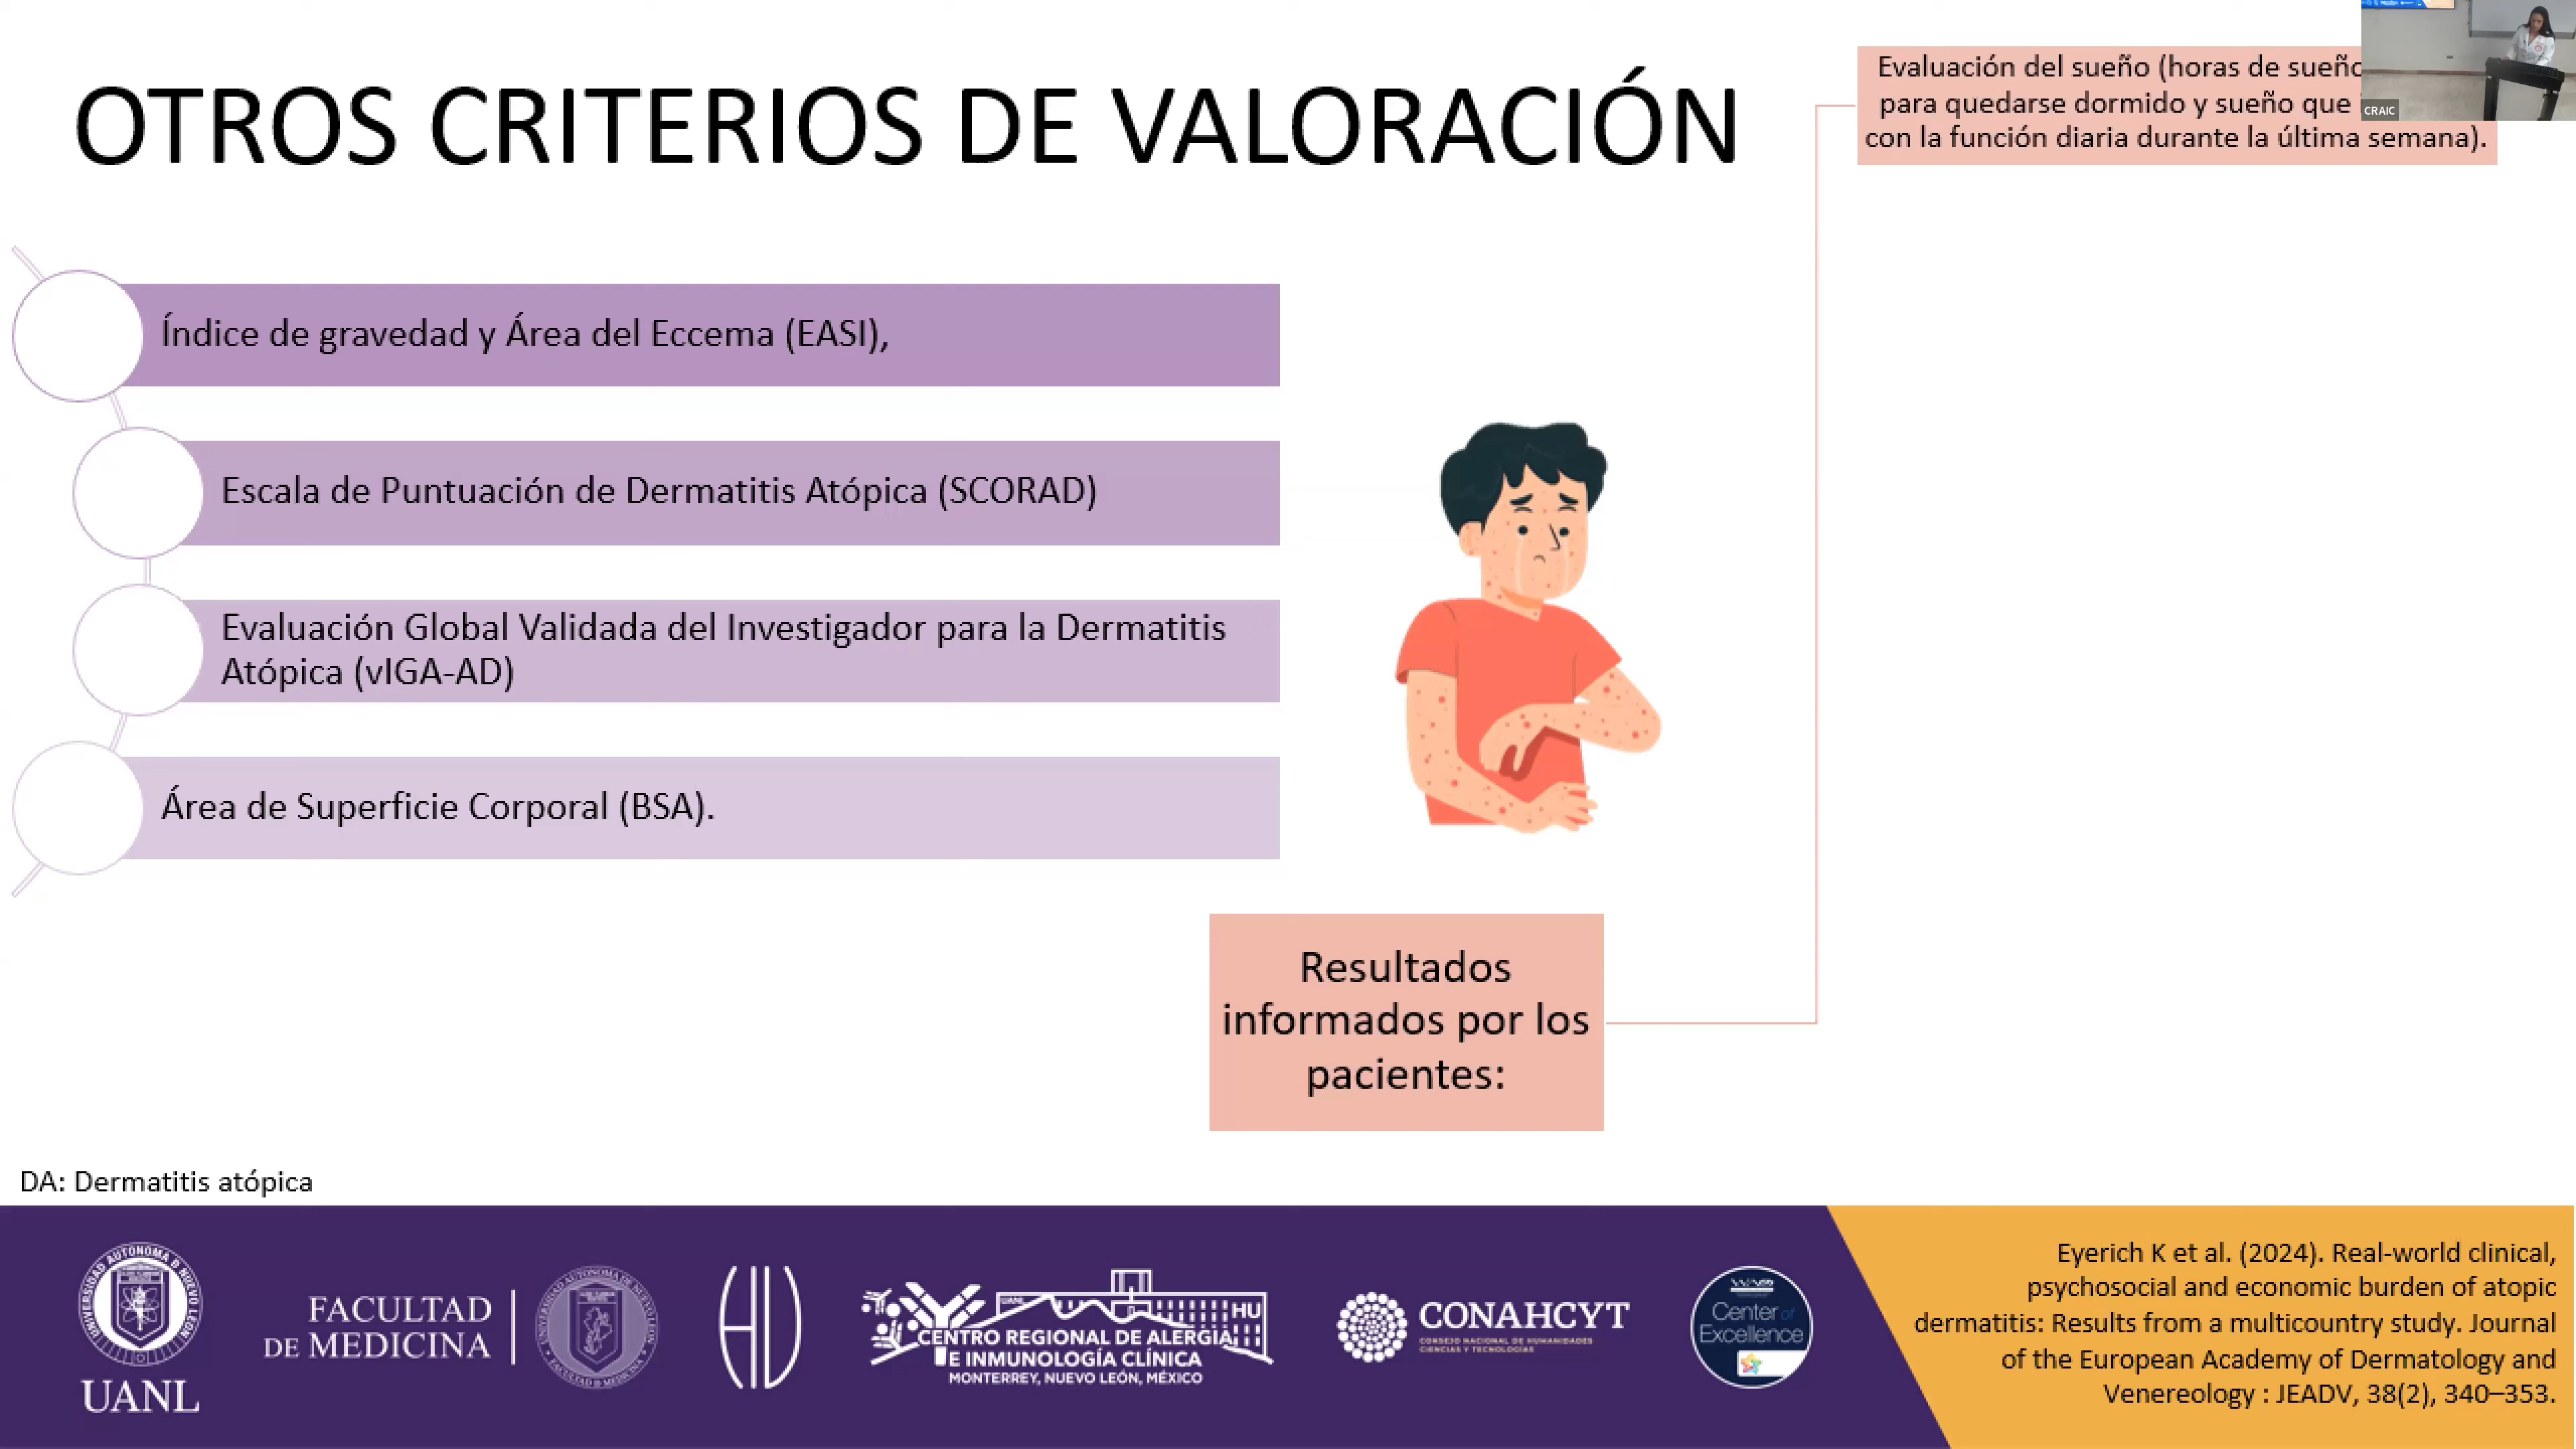 OTROS CRITERIOS DE VALORACIÓN
Evaluación del sueño (horas de sueño
para quedarse dormido y sueño que
con la función diaria durante la última semana).
CRAIC
Índice de gravedad y Área del Eccema (EASI),
Escala de Puntuación de Dermatitis Atópica (SCORAD)
Evaluación Global Validada del Investigador para la Dermatitis
Atópica (vIGA-AD)
Área de Superficie Corporal (BSA).
Resultados
informados por los
pacientes:
DA: Dermatitis atópica
UANL
FACULTAD
DE MEDICINA
HU
UANL
HU
CENTRO REGIONAL DE ALERGIA
E INMUNOLOGÍA CLÍNICA
MONTERREY, NUEVO LEÓN, MÉXICO
CONAHCYT
CONSEJO NACIONAL DE HUMANIDADES
CIENCIAS Y TECNOLOGÍAS
Center of
Excellence
Eyerich K et al. (2024). Real-world clinical,
psychosocial and economic burden of atopic
dermatitis: Results from a multicountry study. Journal
of the European Academy of Dermatology and
Venereology : JEADV, 38(2), 340–353.